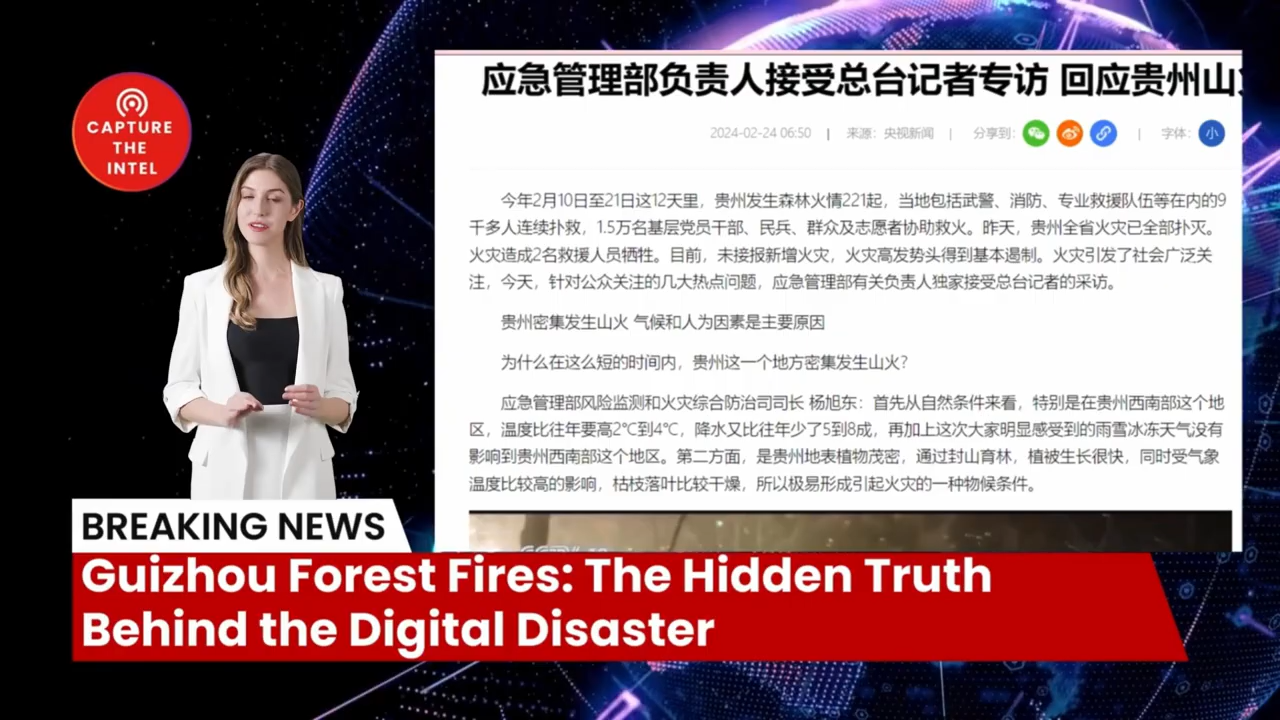 CAPTURE
THE
INTEL
应急管理部负责人接受总台记者专访 回应贵州山
2024-02-24 06:50 | 来源：央视新闻 | 分享到： | 字体： 小
今年2月10日至21日这12天里，贵州发生森林火情221起，当地包括武警、消防、专业救援队伍等在内的9
千多人连续扑救，1.5万名基层党员干部、民兵、群众及志愿者协助救火。昨天，贵州全省火灾已全部扑灭。
火灾造成2名救援人员牺牲。目前，未接报新增火灾，火灾高发势头得到基本遏制。火灾引发了社会广泛关
注，今天，针对公众关注的几大热点问题，应急管理部有关负责人独家接受总台记者的采访。
贵州密集发生山火 气候和人为因素是主要原因
为什么在这么短的时间内，贵州这一个地方密集发生山火？
应急管理部风险监测和火灾综合防治司司长 杨旭东：首先从自然条件来看，特别是在贵州西南部这个地
区，温度比往年要高2℃到4℃，降水又比往年少了5到8成，再加上这次大家明显感受到的雨雪冰冻天气没有
影响到贵州西南部这个地区。第二方面，是贵州地表植物茂密，通过封山育林，植被生长很快，同时受气象
温度比较高的影响，枯枝落叶比较干燥，所以极易形成引起火灾的一种物候条件。
BREAKING NEWS
Guizhou Forest Fires: The Hidden Truth
Behind the Digital Disaster